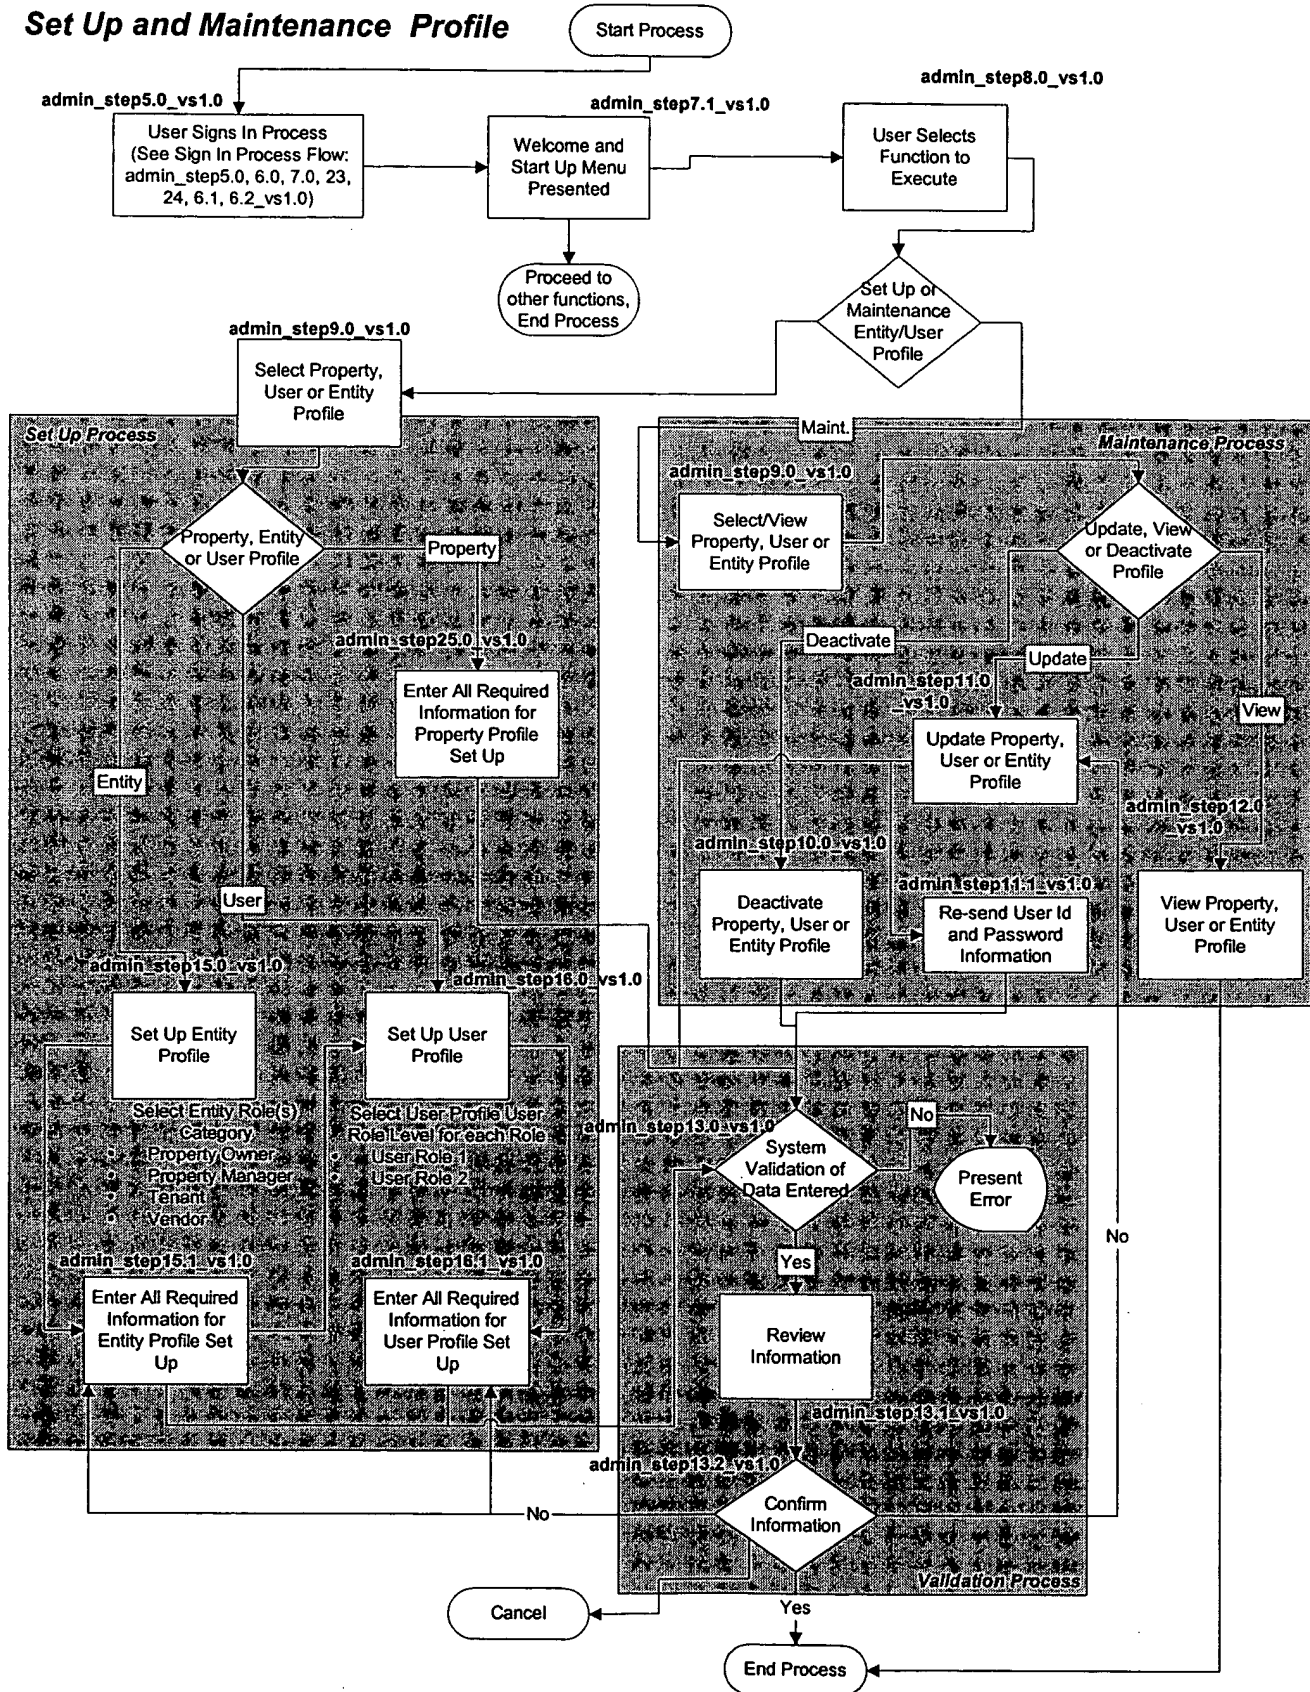 Set Up and Maintenance Profile
Start Process
admin_step5.0_vs1.0
User Signs In Process
(See Sign In Process Flow:
admin_step5.0, 6.0, 7.0, 23,
24, 6.1, 6.2_vs1.0)
admin_step7.1_vs1.0
Welcome and
Start Up Menu
Presented
admin_step8.0_vs1.0
User Selects
Function to
Execute
Proceed to
other functions,
End Process
Set Up or
Maintenance
Entity/User
Profile
admin_step9.0_vs1.0
Select Property,
User or Entity
Profile
Set Up Process
Property, Entity
or User Profile
Property
admin_step25.0_vs1.0
Enter All Required
Information for
Property Profile
Set Up
Entity
User
admin_step15.0_vs1.0
Set Up Entity
Profile
Select Entity Role(s)
Category
• Property Owner
• Property Manager
• Tenant
• Vendor
admin_step16.0_vs1.0
Set Up User
Profile
Select User Profile User
Role Level for each Role
• User Role 1
• User Role 2
admin_step15.1_vs1.0
Enter All Required
Information for
Entity Profile Set
Up
admin_step16.1_vs1.0
Enter All Required
Information for
User Profile Set
Up
Maint.
Maintenance Process
admin_step9.0_vs1.0
Select/View
Property, User or
Entity Profile
Update, View
or Deactivate
Profile
Deactivate
Update
View
admin_step11.0
_vs1.0
Update Property,
User or Entity
Profile
admin_step10.0_vs1.0
Deactivate
Property, User or
Entity Profile
admin_step11.1_vs1.0
Re-send User Id
and Password
Information
admin_step12.0
_vs1.0
View Property,
User or Entity
Profile
admin_step13.0_vs1.0
System
Validation of
Data Entered
No
Present
Error
Yes
Review
Information
admin_step13.1_vs1.0
admin_step13.2_vs1.0
Confirm
Information
No
No
Validation Process
Cancel
Yes
End Process